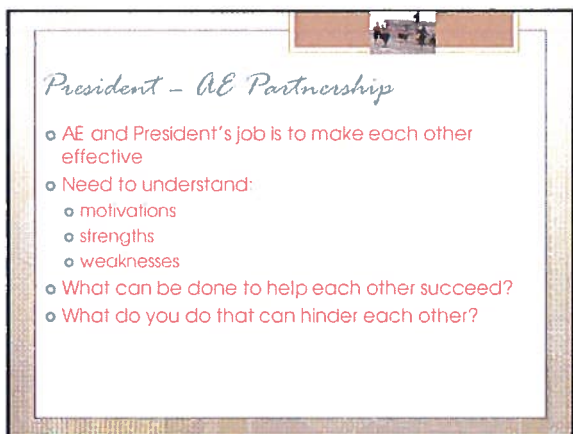 President – AE Partnership
AE and President's job is to make each other
effective
Need to understand:
motivations
strengths
weaknesses
What can be done to help each other succeed?
What do you do that can hinder each other?